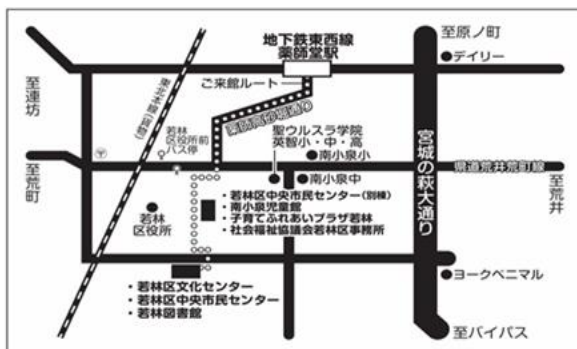 至原ノ町
地下鉄東西線
薬師堂駅
デイリー
ご来館ルート
至連坊
東北本線(貨物)
薬師高砂堀通り
若林
区役所前
バス停
聖ウルスラ学院
英智小・中・高
南小泉小
宮城の萩大通り
県道荒井荒町線
至荒町
至荒井
南小泉中
・若林区中央市民センター(別棟)
・南小泉児童館
・子育てふれあいプラザ若林
・社会福祉協議会若林区事務所
若林
区役所
ヨークベニマル
・若林区文化センター
・若林区中央市民センター
・若林図書館
至バイパス